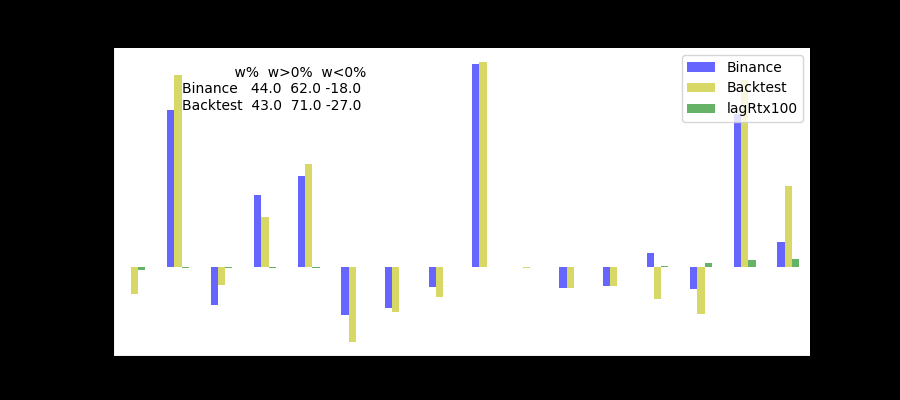 w%  w>0%  w<0%
Binance   44.0  62.0 -18.0
Backtest  43.0  71.0 -27.0
Binance
Backtest
lagRtx100